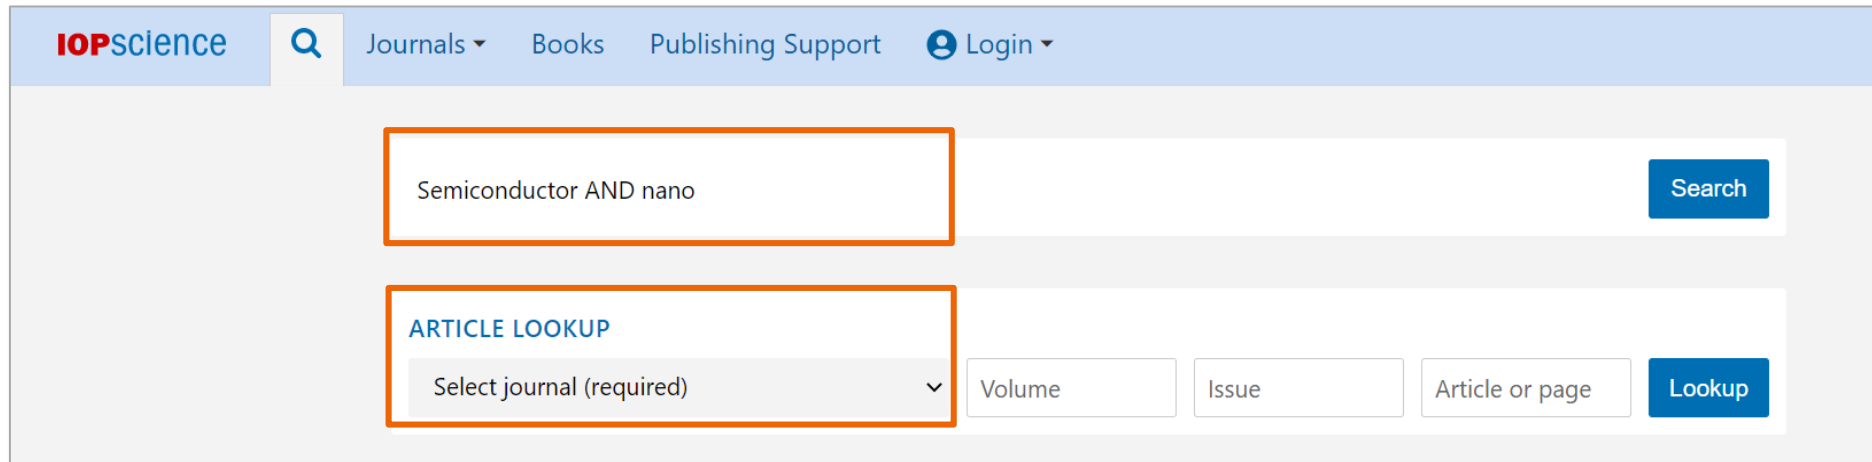 IOPscience Journals Books Publishing Support Login
Semiconductor AND nano Search
ARTICLE LOOKUP
Select journal (required) Volume Issue Article or page Lookup